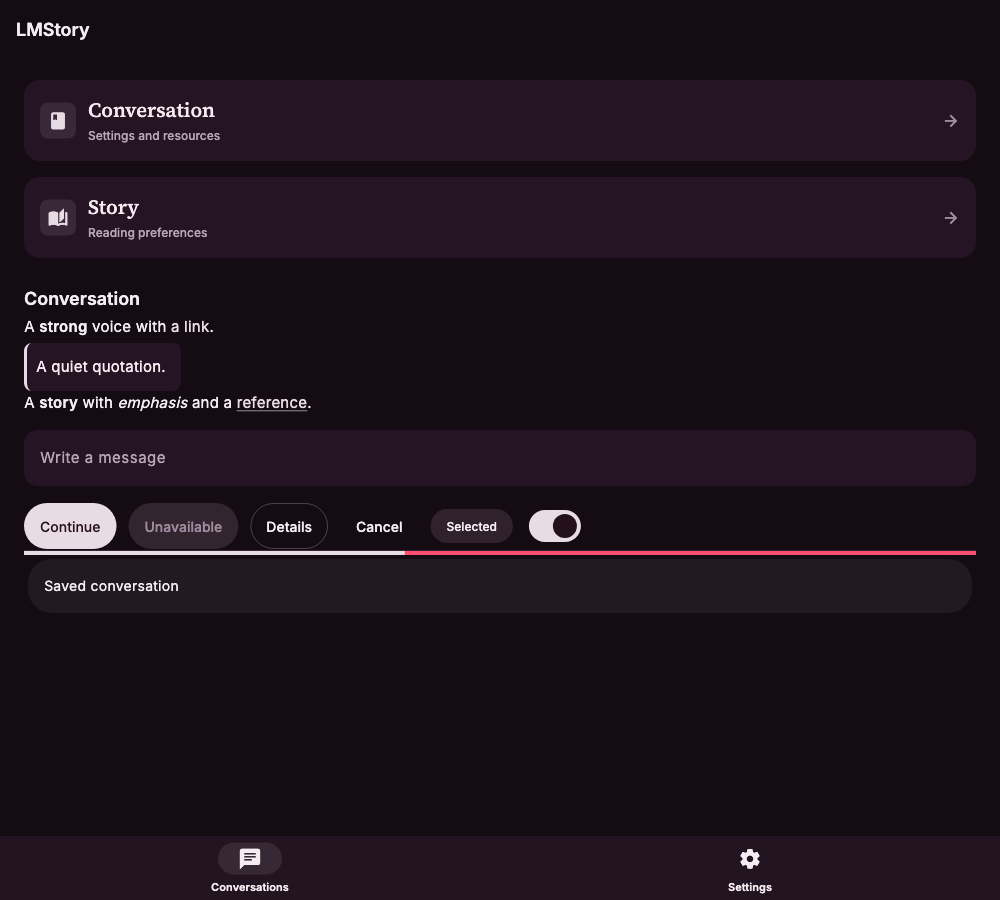 LMStory
Conversation
Settings and resources
Story
Reading preferences
Conversation
A strong voice with a link.
A quiet quotation.
A story with emphasis and a reference.
Write a message
Continue Unavailable Details Cancel Selected
Saved conversation
Conversations Settings